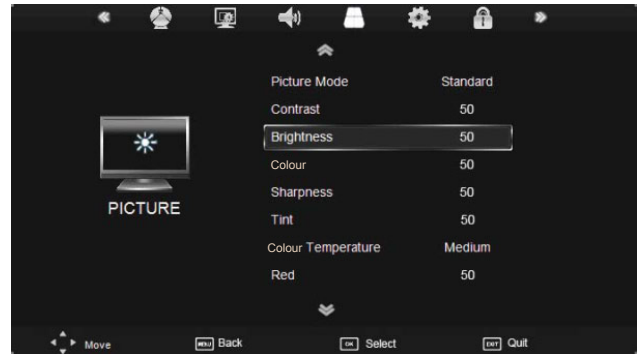 Picture Mode Standard
Contrast 50
Brightness 50
Colour 50
Sharpness 50
PICTURE
Tint 50
Colour Temperature Medium
Red 50
Move MENU Back OK Select EXIT Quit